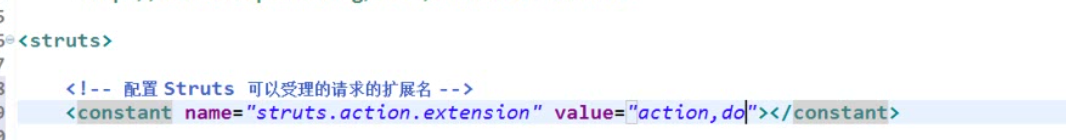 <struts>
<!-- 配置 Struts 可以受理的请求的扩展名 -->
<constant name="struts.action.extension" value="action,do"></constant>